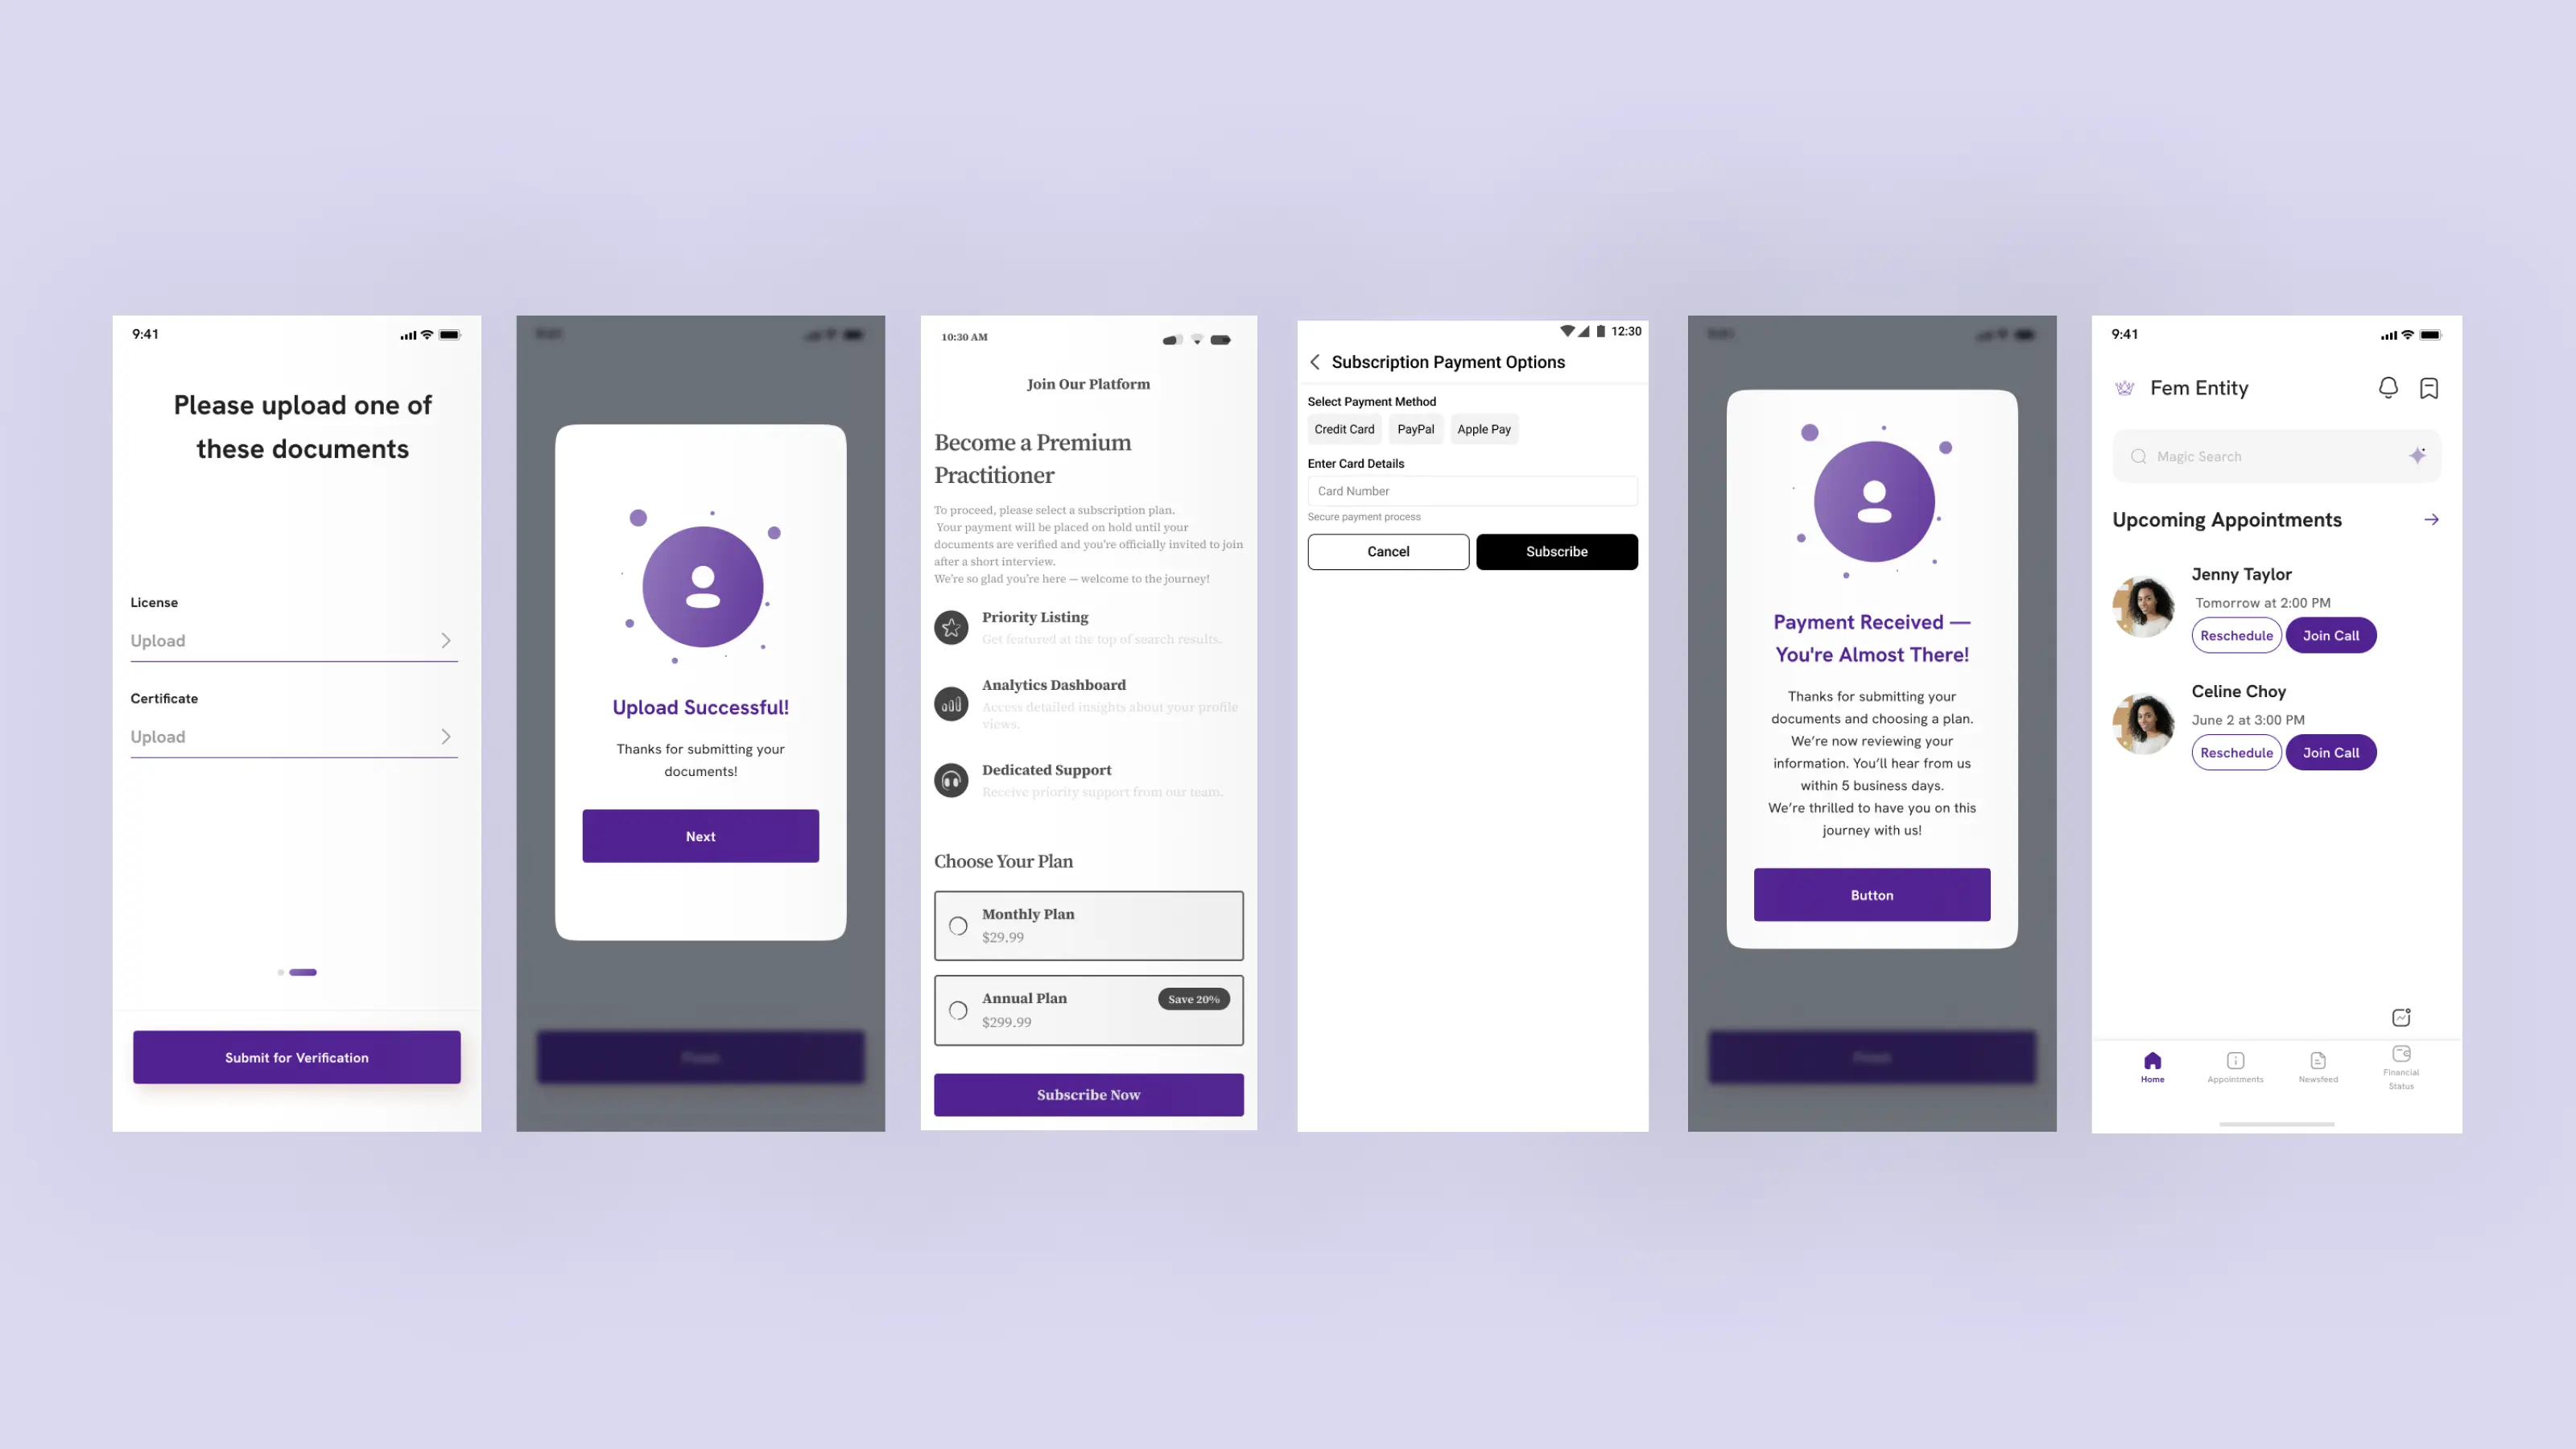 9:41
Please upload one of
these documents
License
Upload
Certificate
Upload
Submit for Verification
Upload Successful!
Thanks for submitting your
documents!
Next
10:30 AM
Join Our Platform
Become a Premium
Practitioner
To proceed, please select a subscription plan.
Your payment will be placed on hold until your
documents are verified and you're officially invited to join
after a short interview.
We're so glad you're here — welcome to the journey!
Priority Listing
Get featured at the top of search results.
Analytics Dashboard
Access detailed insights about your profile
views.
Dedicated Support
Receive priority support from our team.
Choose Your Plan
Monthly Plan
$29.99
Annual Plan
Save 20%
$299.99
Subscribe Now
12:30
Subscription Payment Options
Select Payment Method
Credit Card
PayPal
Apple Pay
Enter Card Details
Card Number
Secure payment process
Cancel
Subscribe
Payment Received —
You're Almost There!
Thanks for submitting your
documents and choosing a plan.
We're now reviewing your
information. You'll hear from us
within 5 business days.
We're thrilled to have you on this
journey with us!
Button
9:41
Fem Entity
Magic Search
Upcoming Appointments
Jenny Taylor
Tomorrow at 2:00 PM
Reschedule
Join Call
Celine Choy
June 2 at 3:00 PM
Reschedule
Join Call
Home
Appointments
Newsfeed
Financial
Status